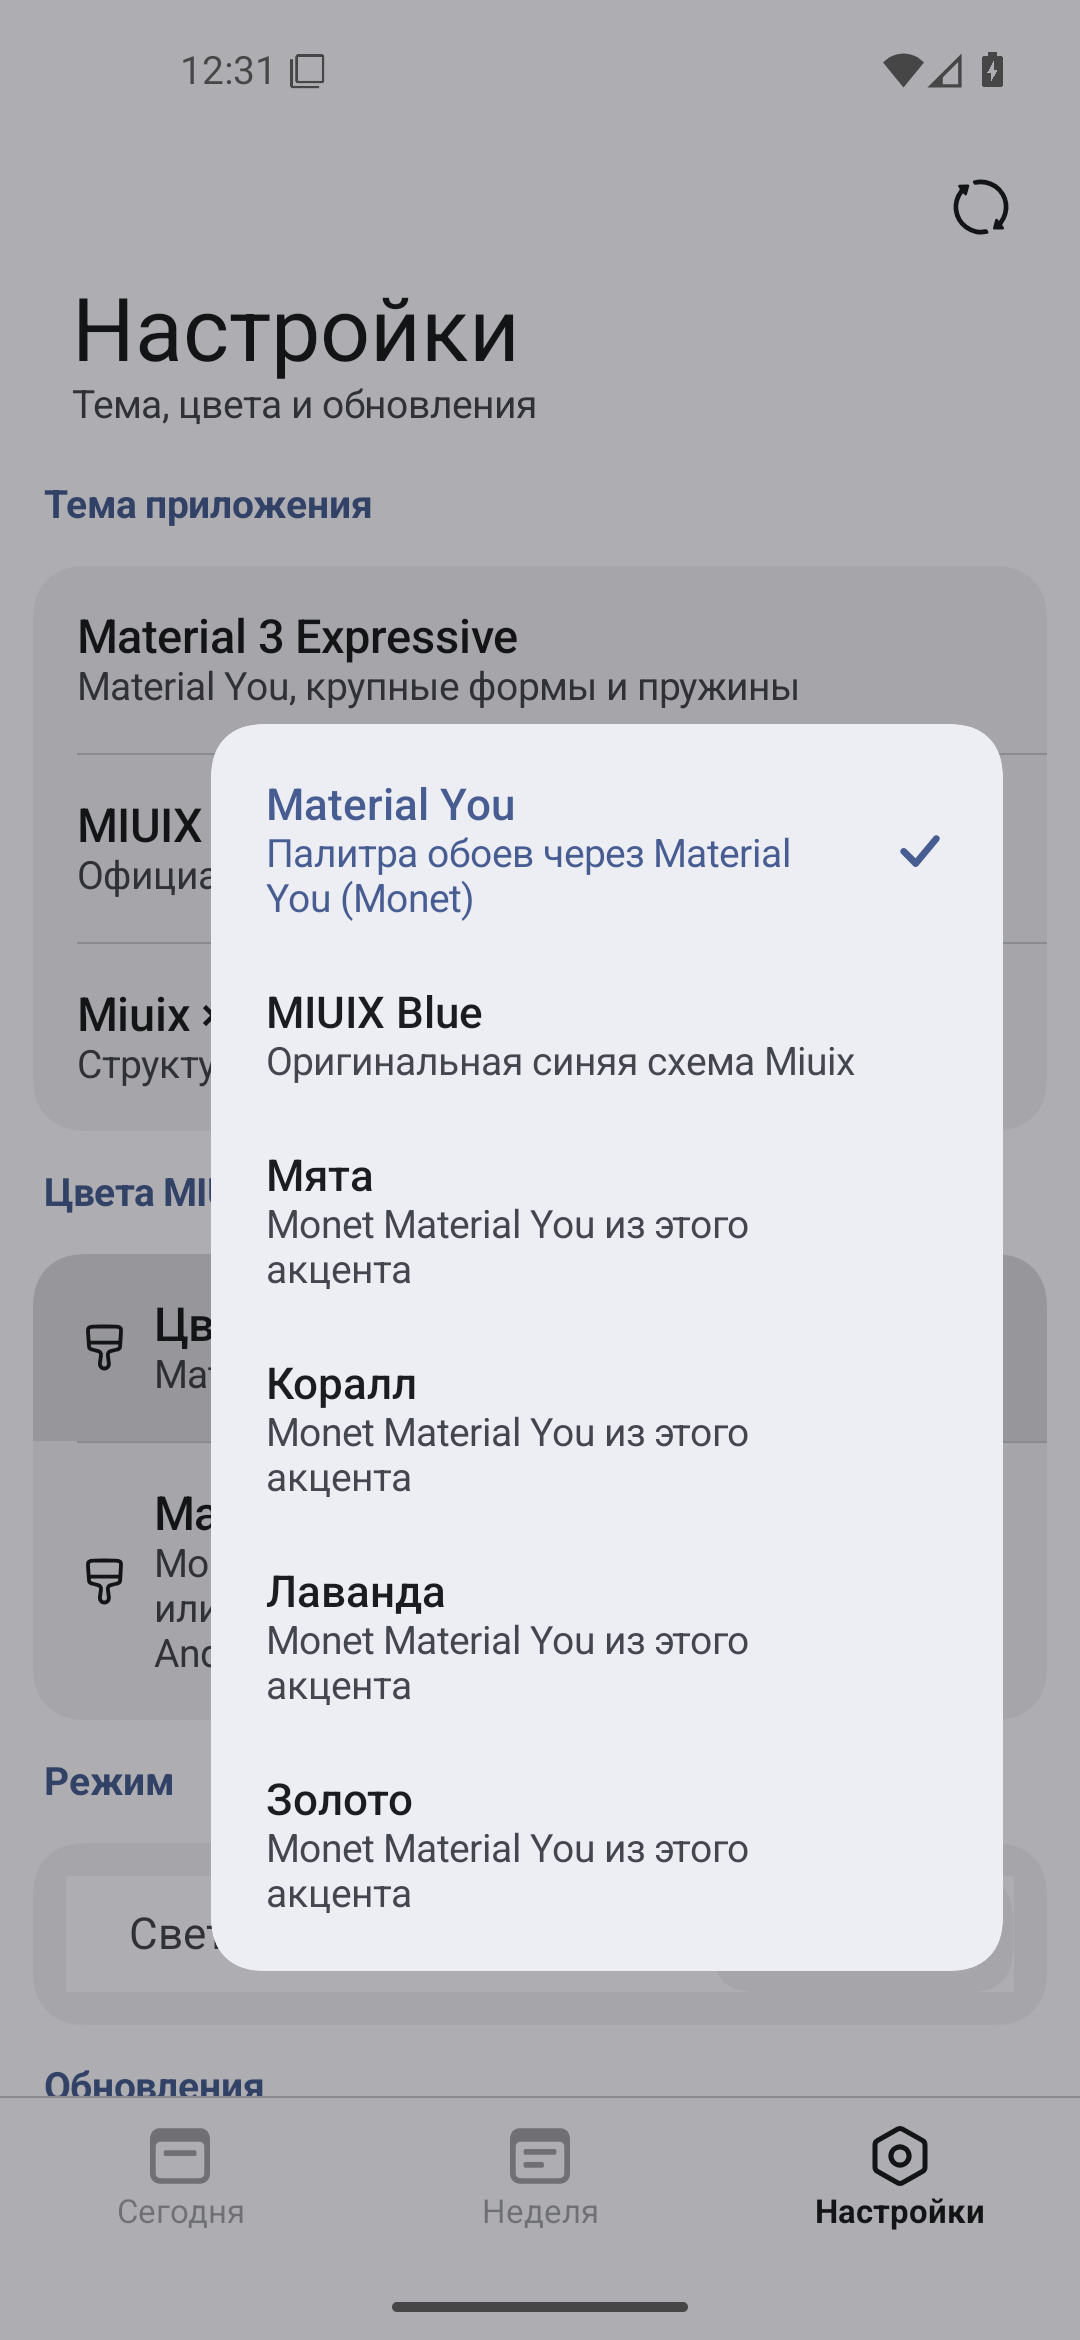 12:31
Настройки
Тема, цвета и обновления
Тема приложения
Material 3 Expressive
Material You, крупные формы и пружины
MIUIX
Miuix
Цвета
Режим
Обновления
Material You
Палитра обоев через Material
You (Monet)
MIUIX Blue
Оригинальная синяя схема Miuix
Мята
Monet Material You из этого
акцента
Коралл
Monet Material You из этого
акцента
Лаванда
Monet Material You из этого
акцента
Золото
Monet Material You из этого
акцента
Сегодня
Неделя
Настройки